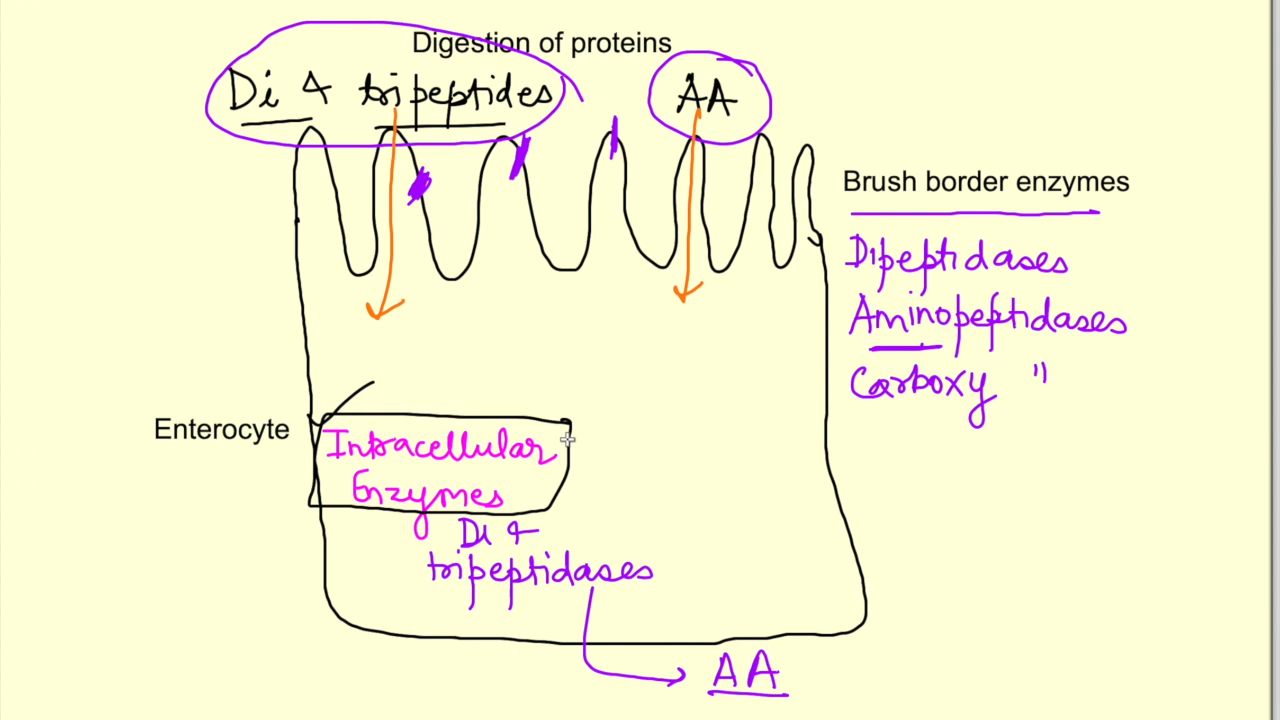 Digestion of proteins
Di & tripeptides
AA
Brush border enzymes
Dipeptidases
Aminopeptidases
Carboxy "
Enterocyte
Intracellular
Enzymes
Di &
tripeptidases
AA